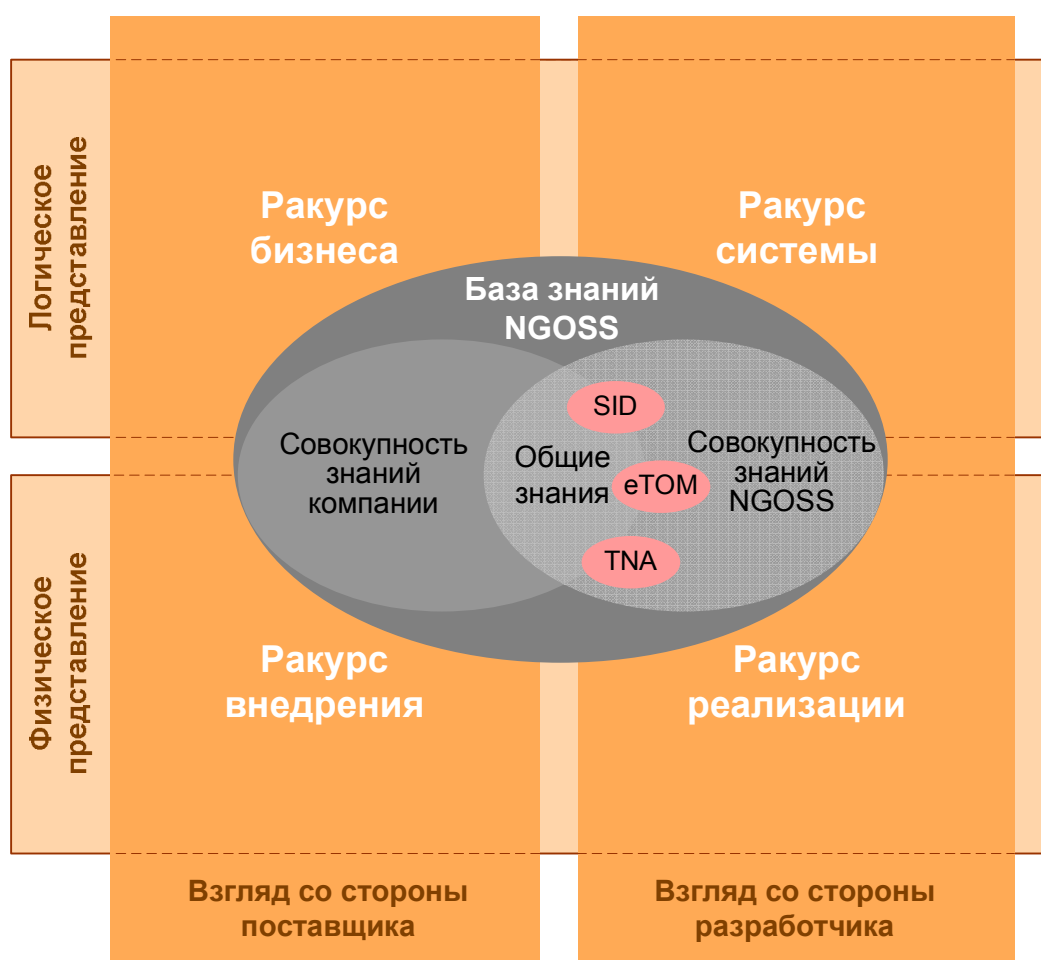 Логическое
представление
Ракурс
бизнеса
Ракурс
системы
База знаний
NGOSS
SID
Совокупность
знаний
компании
Общие
знания
eTOM
Совокупность
знаний
NGOSS
TNA
Физическое
представление
Ракурс
внедрения
Ракурс
реализации
Взгляд со стороны
поставщика
Взгляд со стороны
разработчика